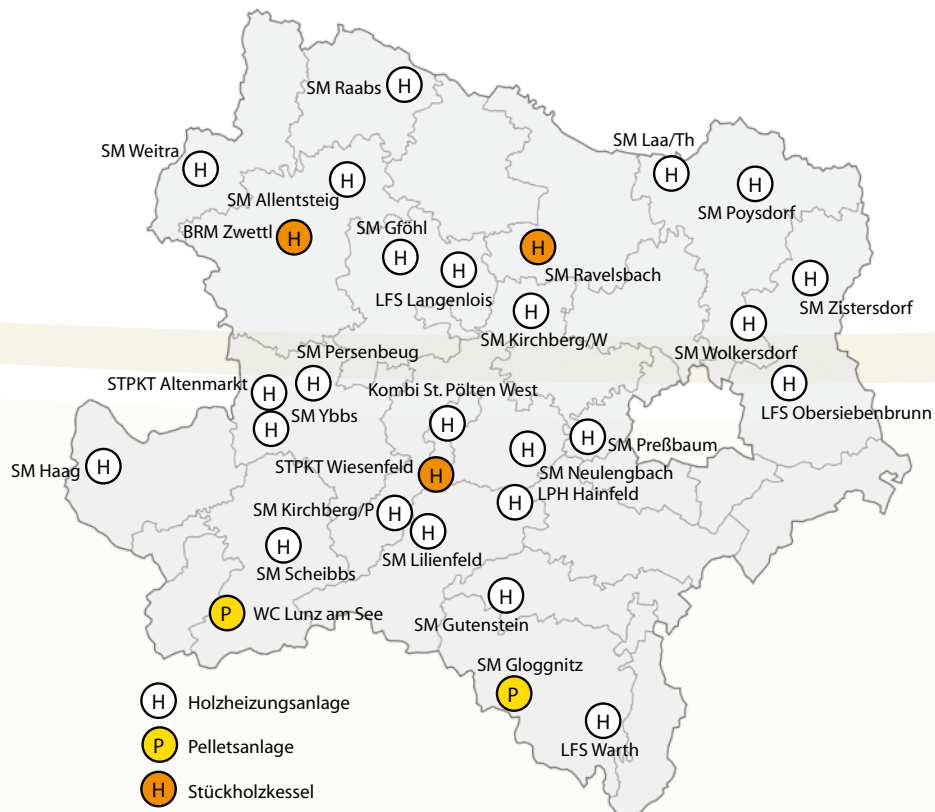 SM Raabs H
SM Laa/Th
H
SM Weitra
H
H
SM Allentsteig
H
SM Poysdorf
BRM Zwettl
H
SM Gföhl
H
H
SM Ravelsbach
H
LFS Langenlois
H
SM Zistersdorf
H
SM Kirchberg/W
H
SM Wolkersdorf
SM Persenbeug
H
STPKT Altenmarkt
H
Kombi St. Pölten West
H
H
LFS Obersiebenbrunn
H
SM Ybbs
H
SM Preßbaum
SM Haag
H
STPKT Wiesenfeld
H
H
SM Neulengbach
LPH Hainfeld
H
SM Kirchberg/P
H
H
SM Lilienfeld
H
SM Scheibbs
P
WC Lunz am See
H
SM Gutenstein
SM Gloggnitz
P
H
LFS Warth
H Holzheizungsanlage
P Pelletsanlage
H Stückholzkessel